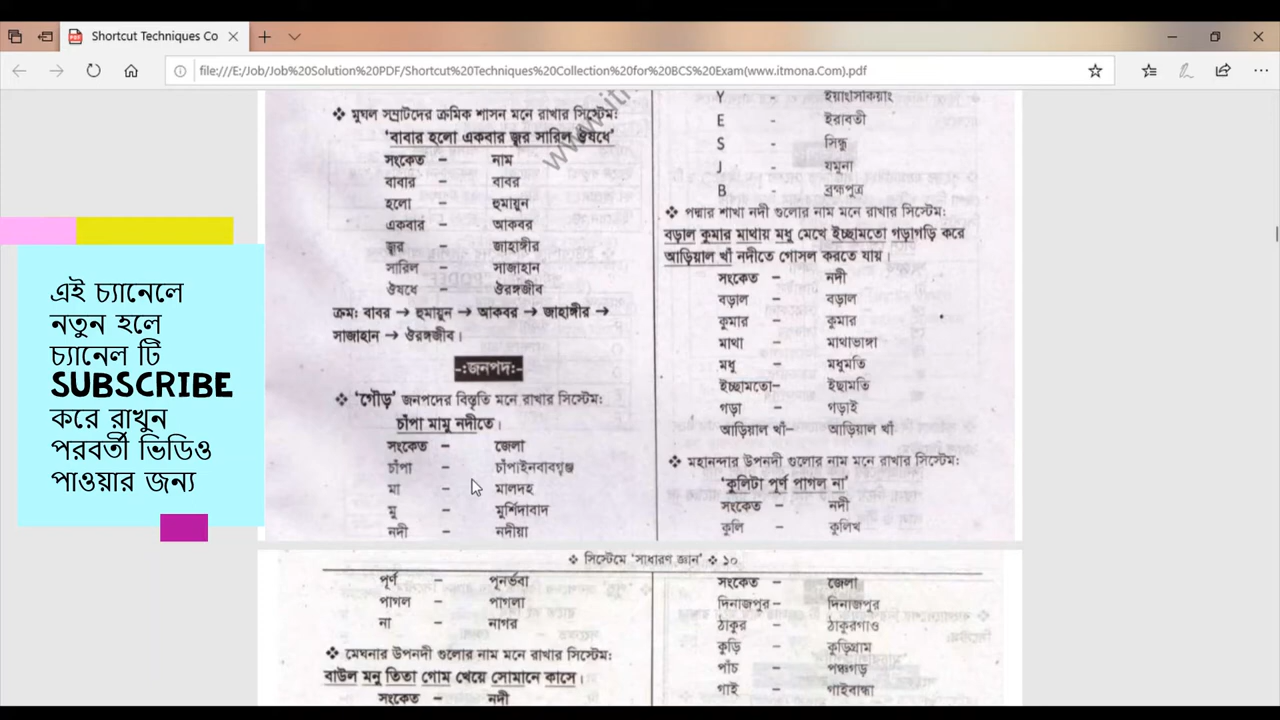 Shortcut Techniques Co
file:///E:/Job/Job%20Solution%20PDF/Shortcut%20Techniques%20Collection%20for%20BCS%20Exam(www.itmona.Com).pdf
এই চ্যানেলে
নতুন হলে
চ্যানেল টি
SUBSCRIBE
করে রাখুন
পরবর্তী ভিডিও
পাওয়ার জন্য
❖ মুঘল সম্রাটদের ক্রমিক শাসন মনে রাখার সিস্টেম:
'বাবার হলো একবার জ্বর সারিল ঔষধে'
সংকেত – নাম
বাবার – বাবর
হলো – হুমায়ুন
একবার – আকবর
জ্বর – জাহাঙ্গীর
সারিল – সাজাহান
ঔষধে – ঔরঙ্গজীব
ক্রম: বাবর → হুমায়ুন → আকবর → জাহাঙ্গীর →
সাজাহান → ঔরঙ্গজীব।
-:জনপদ:-
❖ 'গৌড়' জনপদের বিস্তৃতি মনে রাখার সিস্টেম:
চাঁপা মামু নদীতে।
সংকেত – জেলা
চাঁপা – চাঁপাইনবাবগঞ্জ
মা – মালদহ
মু – মুর্শিদাবাদ
নদী – নদীয়া
Y - ইয়াংসিকিয়াং
E - ইরাবতী
S - সিন্ধু
J - যমুনা
B - ব্রহ্মপুত্র
❖ পদ্মার শাখা নদী গুলোর নাম মনে রাখার সিস্টেম:
বড়াল কুমার মাথায় মধু মেখে ইচ্ছামতো গড়াগড়ি করে
আড়িয়াল খাঁ নদীতে গোসল করতে যায়।
সংকেত – নদী
বড়াল – বড়াল
কুমার – কুমার
মাথা – মাথাভাঙ্গা
মধু – মধুমতি
ইচ্ছামতো– ইছামতি
গড়া – গড়াই
আড়িয়াল খাঁ– আড়িয়াল খাঁ
❖ মহানন্দার উপনদী গুলোর নাম মনে রাখার সিস্টেম:
'কুলিটা পূর্ণ পাগল না'
সংকেত – নদী
কুলি – কুলিখ
❖ সিস্টেমে 'সাধারণ জ্ঞান' ❖ ১০
পূর্ণ – পূনর্ভবা
পাগল – পাগলা
না – নাগর
❖ মেঘনার উপনদী গুলোর নাম মনে রাখার সিস্টেম:
বাউল মনু তিতা গোম খেয়ে সোমানে কাসে।
সংকেত – নদী
সংকেত – জেলা
দিনাজপুর– দিনাজপুর
ঠাকুর – ঠাকুরগাও
কুড়ি – কুড়িগ্রাম
পাঁচ – পঞ্চগড়
গাই – গাইবান্ধা